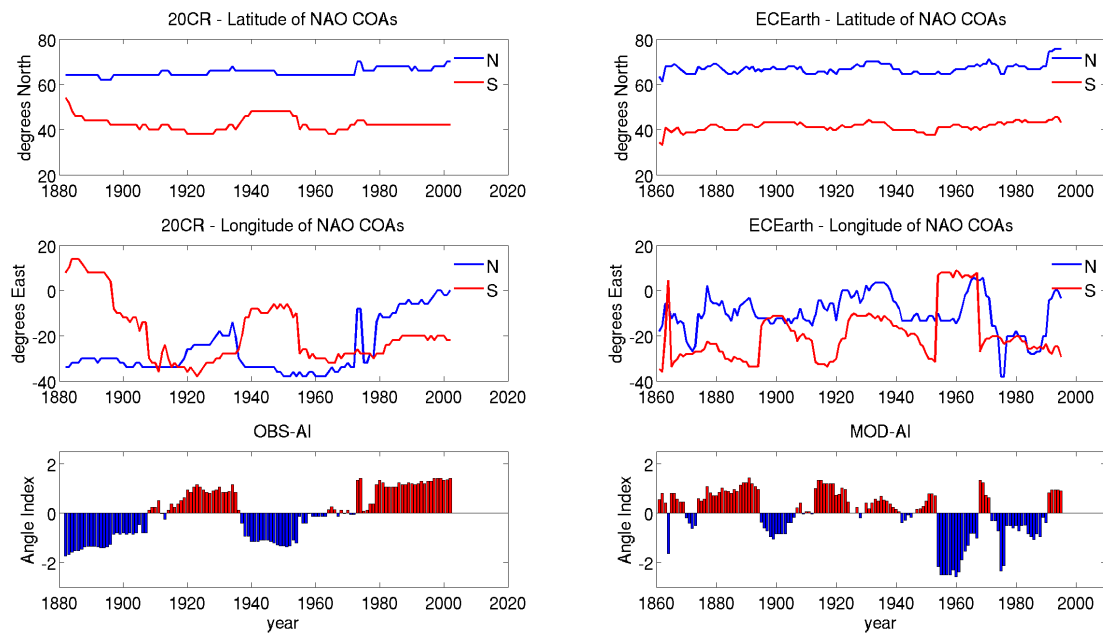 20CR - Latitude of NAO COAs
degrees North
80
60
40
20
N
S
1880 1900 1920 1940 1960 1980 2000 2020
ECEarth - Latitude of NAO COAs
degrees North
80
60
40
20
N
S
1860 1880 1900 1920 1940 1960 1980 2000
20CR - Longitude of NAO COAs
degrees East
20
0
-20
-40
N
S
1880 1900 1920 1940 1960 1980 2000 2020
ECEarth - Longitude of NAO COAs
degrees East
20
0
-20
-40
N
S
1860 1880 1900 1920 1940 1960 1980 2000
OBS-AI
Angle Index
2
0
-2
1880 1900 1920 1940 1960 1980 2000 2020
year
MOD-AI
Angle Index
2
0
-2
1860 1880 1900 1920 1940 1960 1980 2000
year